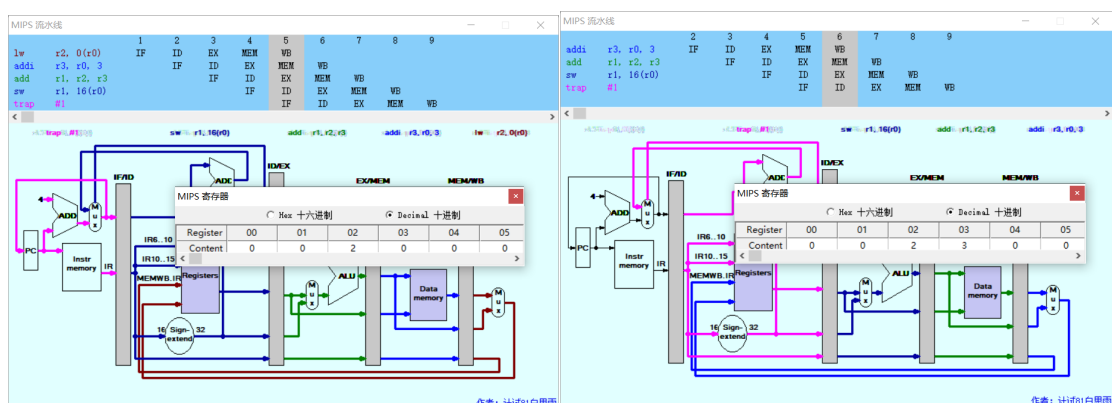 MIPS 流水线
1 2 3 4 5 6 7 8 9
lw r2, 0(r0) IF ID EX MEM WB
addi r3, r0, 3 IF ID EX MEM WB
add r1, r2, r3 IF ID EX MEM WB
sw r1, 16(r0) IF ID EX MEM WB
trap #1 IF ID EX MEM WB
trap #1 sw r1, 16(r0) add r1, r2, r3 addi r3, r0, 3 lw r2, 0(r0)
IF/ID ID/EX EX/MEM MEM/WB
ADD
4
ADD
Mux
MIPS 寄存器
Hex 十六进制 Decimal 十进制
Register 00 01 02 03 04 05
Content 0 0 2 0 0 0
PC
Instr memory
IR
IR6..10
IR10..15
MEMWB.IR
Registers
Mux
ALU
Data memory
Mux
16 Sign-extend 32
MIPS 流水线
2 3 4 5 6 7 8 9
addi r3, r0, 3 IF ID EX MEM WB
add r1, r2, r3 IF ID EX MEM WB
sw r1, 16(r0) IF ID EX MEM WB
trap #1 IF ID EX MEM WB
trap #1 sw r1, 16(r0) add r1, r2, r3 addi r3, r0, 3
IF/ID ID/EX EX/MEM MEM/WB
ADD
4
ADD
Mux
MIPS 寄存器
Hex 十六进制 Decimal 十进制
Register 00 01 02 03 04 05
Content 0 0 2 3 0 0
PC
Instr memory
IR
IR6..10
IR10..15
MEMWB.IR
Registers
Mux
ALU
Data memory
Mux
16 Sign-extend 32